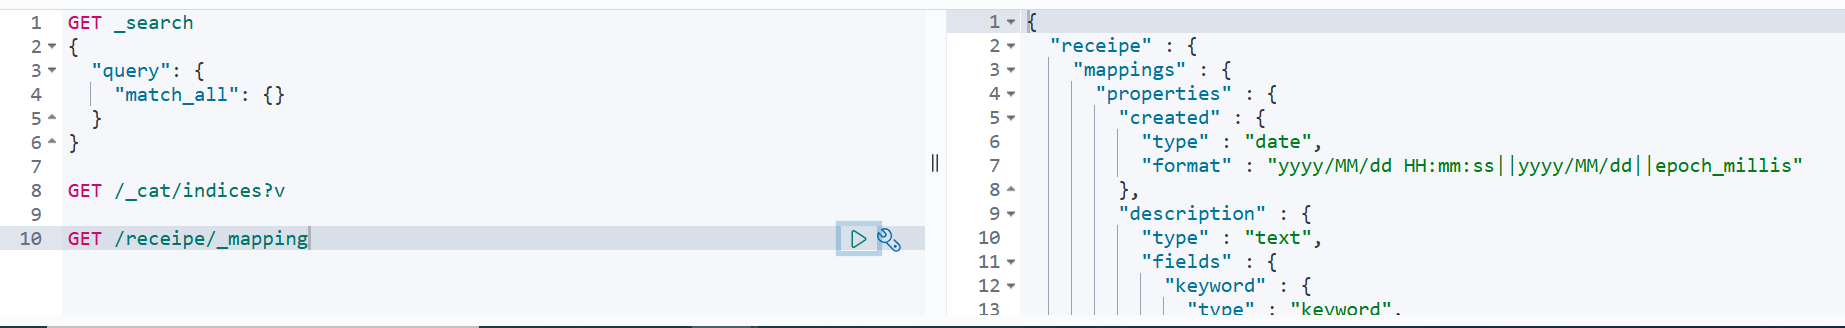 1 GET _search
2 {
3 "query": {
4 "match_all": {}
5 }
6 }
7
8 GET /_cat/indices?v
9
10 GET /receipe/_mapping
1 {
2 "receipe" : {
3 "mappings" : {
4 "properties" : {
5 "created" : {
6 "type" : "date",
7 "format" : "yyyy/MM/dd HH:mm:ss||yyyy/MM/dd||epoch_millis"
8 },
9 "description" : {
10 "type" : "text",
11 "fields" : {
12 "keyword" : {
13 "type" : "keyword",